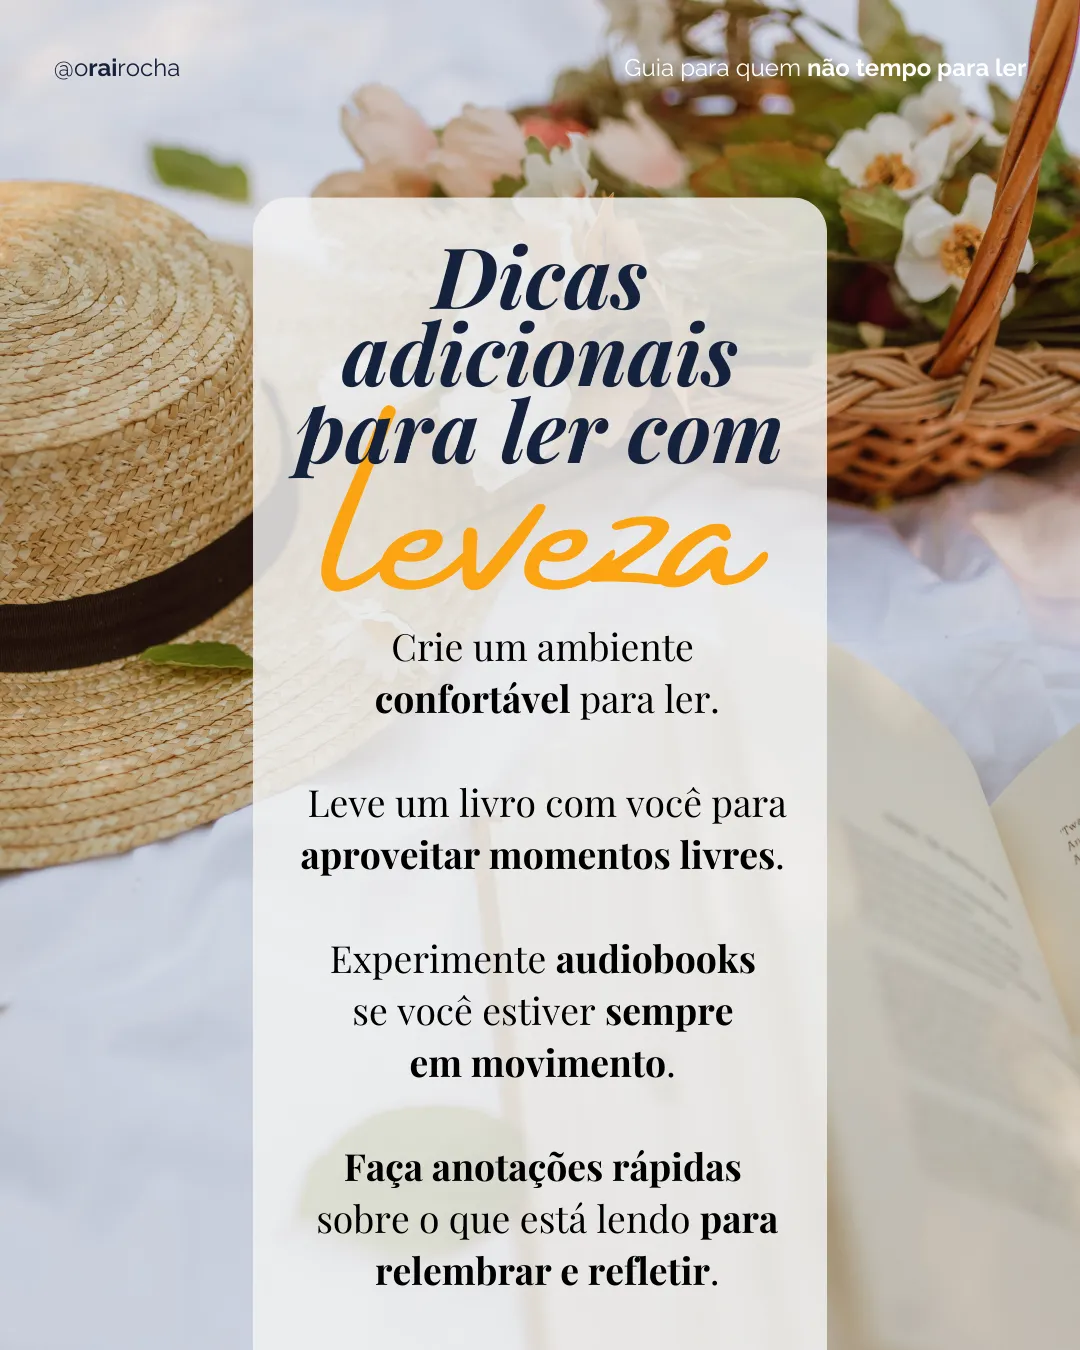 @orairocha
Guia para quem não tempo para ler
Dicas
adicionais
para ler com
leveza
Crie um ambiente
confortável para ler.
Leve um livro com você para
aproveitar momentos livres.
Experimente audiobooks
se você estiver sempre
em movimento.
Faça anotações rápidas
sobre o que está lendo para
relembrar e refletir.